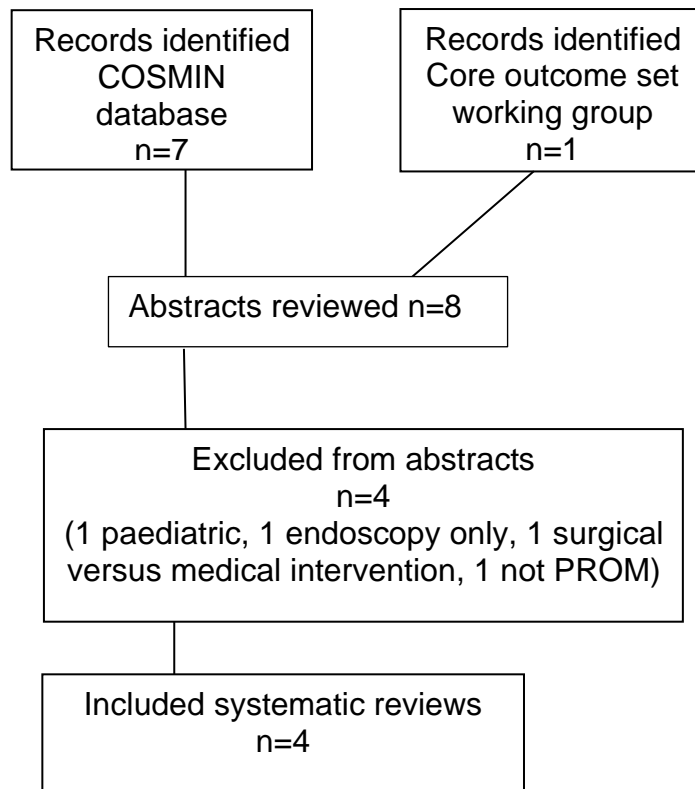 Records identified
COSMIN
database
n=7
Records identified
Core outcome set
working group
n=1
Abstracts reviewed n=8
Excluded from abstracts
n=4
(1 paediatric, 1 endoscopy only, 1 surgical
versus medical intervention, 1 not PROM)
Included systematic reviews
n=4